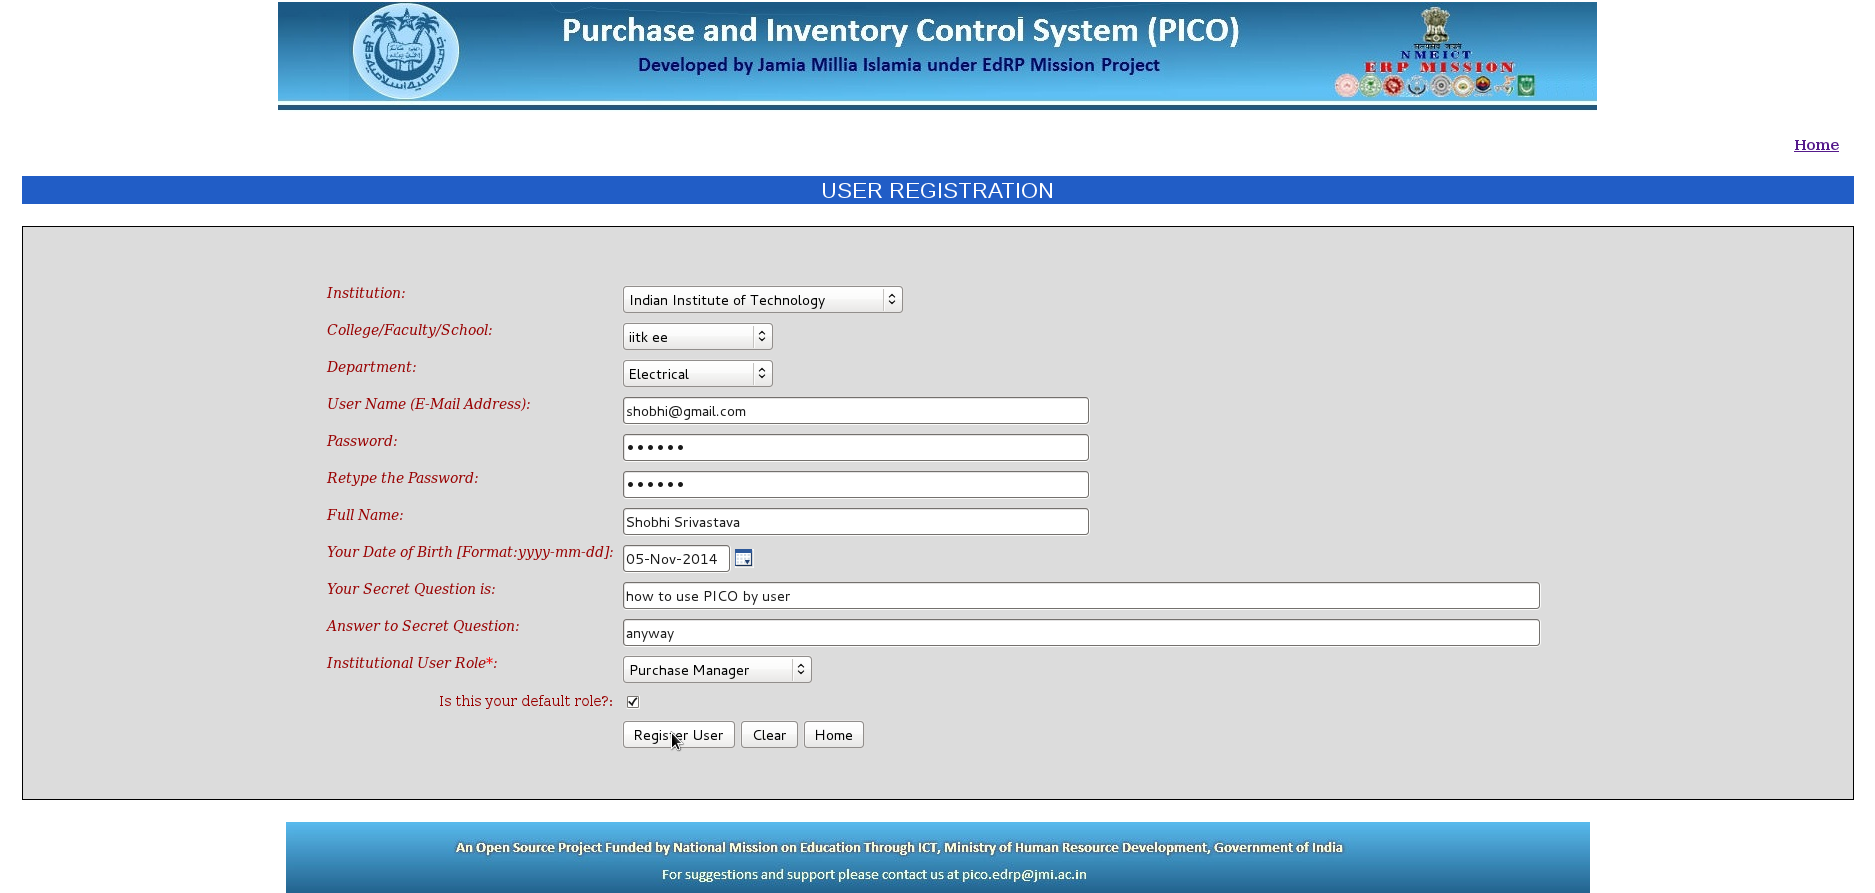 Purchase and Inventory Control System (PICO)
Developed by Jamia Millia Islamia under EdRP Mission Project
NMEICT
ERP MISSION
Home
USER REGISTRATION
Institution: Indian Institute of Technology
College/Faculty/School: iitk ee
Department: Electrical
User Name (E-Mail Address): shobhi@gmail.com
Password: ••••••
Retype the Password: ••••••
Full Name: Shobhi Srivastava
Your Date of Birth [Format:yyyy-mm-dd]: 05-Nov-2014
Your Secret Question is: how to use PICO by user
Answer to Secret Question: anyway
Institutional User Role*: Purchase Manager
Is this your default role?:
Register User Clear Home
An Open Source Project Funded by National Mission on Education Through ICT, Ministry of Human Resource Development, Government of India
For suggestions and support please contact us at pico.edrp@jmi.ac.in